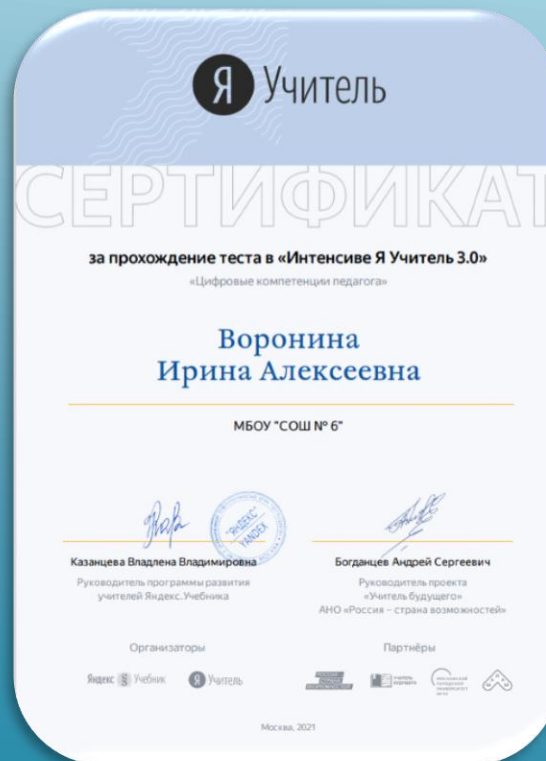 Я Учитель
СЕРТИФИКАТ
за прохождение теста в «Интенсиве Я Учитель 3.0»
«Цифровые компетенции педагога»
Воронина
Ирина Алексеевна
МБОУ "СОШ № 6"
"ЯНДЕКС"
YANDEX
Казанцева Владлена Владимировна
Руководитель программы развития
учителей Яндекс.Учебника
Богданцев Андрей Сергеевич
Руководитель проекта
«Учитель будущего»
АНО «Россия – страна возможностей»
Организаторы
Партнёры
Яндекс Учебник
Я Учитель
Москва, 2021